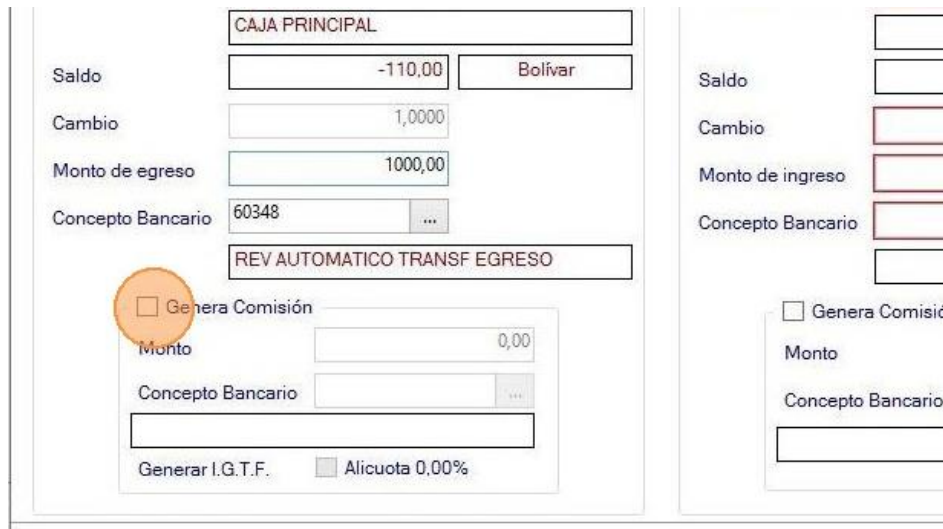 CAJA PRINCIPAL
Saldo -110,00 Bolívar
Cambio 1,0000
Monto de egreso 1000,00
Concepto Bancario 60348 ...
REV AUTOMATICO TRANSF EGRESO
Genera Comisión
Monto 0,00
Concepto Bancario ...
Generar I.G.T.F. Alicuota 0,00%
Saldo
Cambio
Monto de ingreso
Concepto Bancario
Genera Comisió
Monto
Concepto Bancario